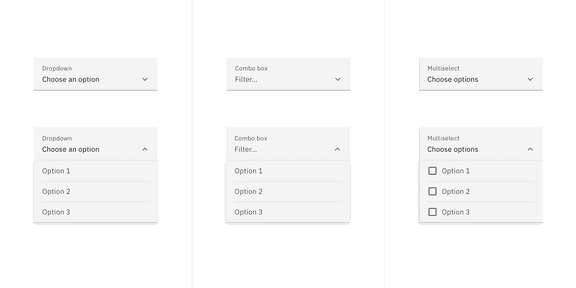 Dropdown
Choose an option
Combo box
Filter...
Multiselect
Choose options
Dropdown
Choose an option
Option 1
Option 2
Option 3
Combo box
Filter...
Option 1
Option 2
Option 3
Multiselect
Choose options
Option 1
Option 2
Option 3